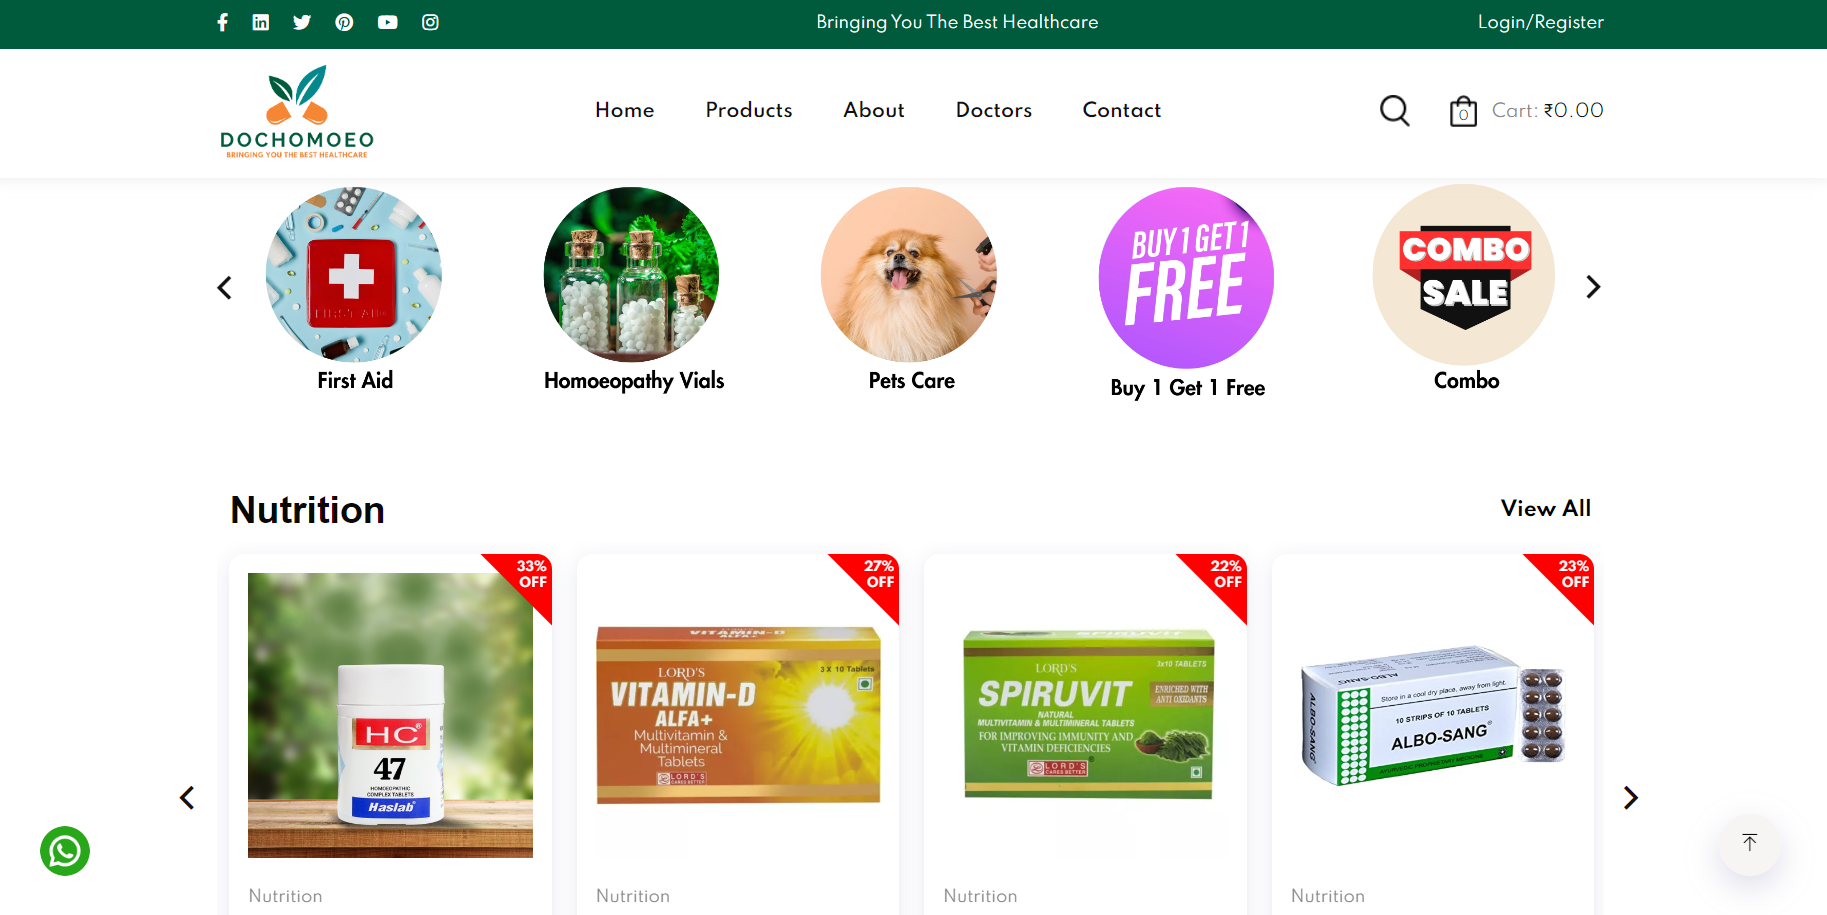 Bringing You The Best Healthcare
Login/Register
DOCHOMOEO
BRINGING YOU THE BEST HEALTHCARE
Home
Products
About
Doctors
Contact
0
Cart: ₹0.00
FIRST AID
BUY 1 GET 1
FREE
COMBO
SALE
First Aid
Homoeopathy Vials
Pets Care
Buy 1 Get 1 Free
Combo
Nutrition
View All
33%
OFF
HC®
47
HOMOEOPATHIC
COMPLEX TABLETS
Haslab®
Nutrition
27%
OFF
VITAMIN-D
ALFA+
LORD'S
3 X 10 Tablets
VITAMIN-D
ALFA+
Multivitamin &
Multimineral
Tablets
LORD'S
CARES BETTER
Nutrition
22%
OFF
SPIRUVIT
LORD'S
3x10 TABLETS
SPIRUVIT
ENRICHED WITH
ANTI OXIDANTS
NATURAL
MULTIVITAMIN & MULTIMINERAL TABLETS
FOR IMPROVING IMMUNITY AND
VITAMIN DEFICIENCIES
LORD'S
CARES BETTER
Nutrition
23%
OFF
ALBO-SANG
Store in a cool dry place, away from light.
10 STRIPS OF 10 TABLETS
ALBO-SANG®
AYURVEDIC PROPRIETARY MEDICINE
ALBO-SANG®
Nutrition